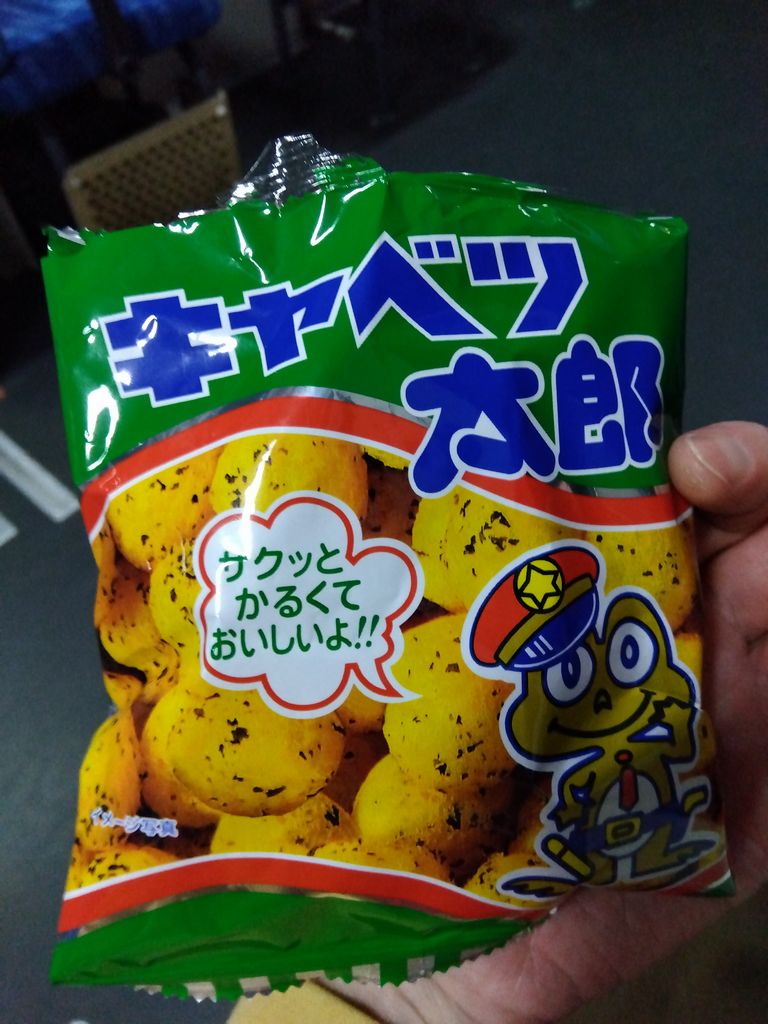 キャベツ
太郎
サクッと
かるくて
おいしいよ!!
イメージ写真